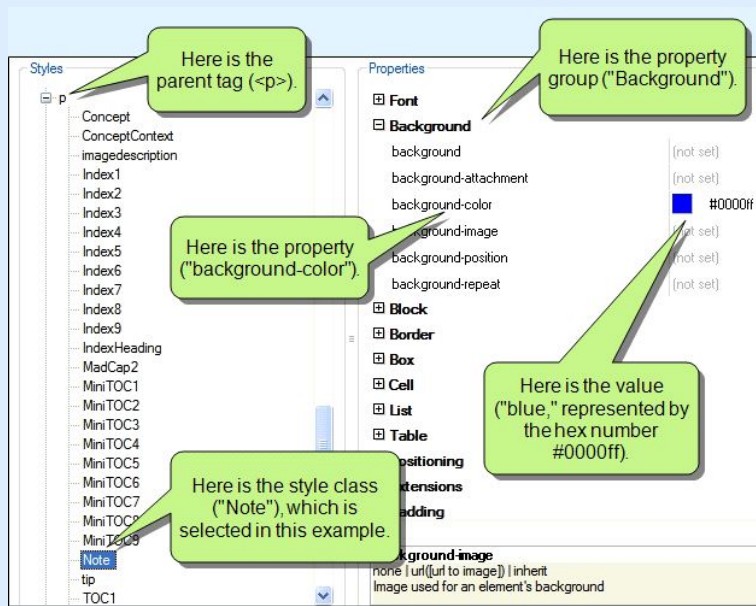 Here is the
parent tag (<p>).
Here is the property
group ("Background").
Styles
p
Concept
ConceptContext
imagedescription
Index1
Index2
Index3
Index4
Index5
Index6
Index7
Index8
Index9
IndexHeading
MadCap2
MiniTOC1
MiniTOC2
MiniTOC3
MiniTOC4
MiniTOC5
MiniTOC6
MiniTOC7
MiniTOC9
Note
tip
TOC1
Properties
Font
Background
background (not set)
background-attachment (not set)
background-color #0000ff
background-image (not set)
background-position (not set)
background-repeat (not set)
Block
Border
Box
Cell
List
Table
Here is the property
("background-color").
Here is the value
("blue," represented by
the hex number
#0000ff).
Here is the style class
("Note"), which is
selected in this example.
none | url([url to image]) | inherit
Image used for an element's background